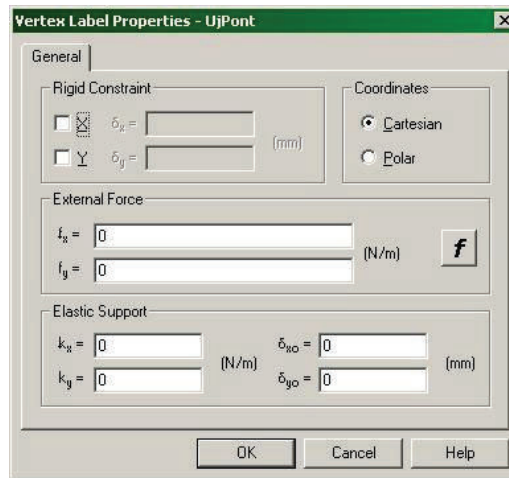 Vertex Label Properties - UjPont
General
Rigid Constraint
X δx =
Y δy =
(mm)
Coordinates
Cartesian
Polar
External Force
fx = 0
fy = 0
(N/m)
f
Elastic Support
kx = 0
ky = 0
(N/m)
δxo = 0
δyo = 0
(mm)
OK Cancel Help